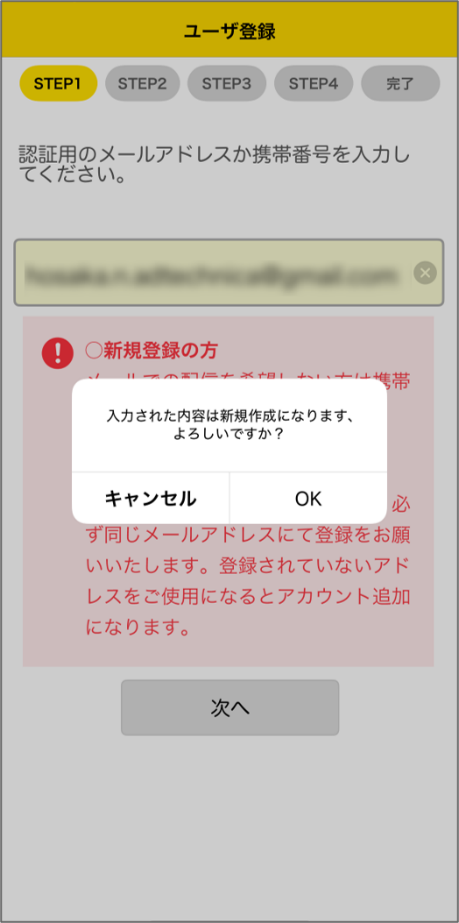 ユーザ登録
STEP1 STEP2 STEP3 STEP4 完了
認証用のメールアドレスか携帯番号を入力し
てください。
○新規登録の方
メールでの配信を希望しない方は携帯
入力された内容は新規作成になります、
よろしいですか？
キャンセル OK
必
ず同じメールアドレスにて登録をお願
いいたします。登録されていないアド
レスをご使用になるとアカウント追加
になります。
次へ